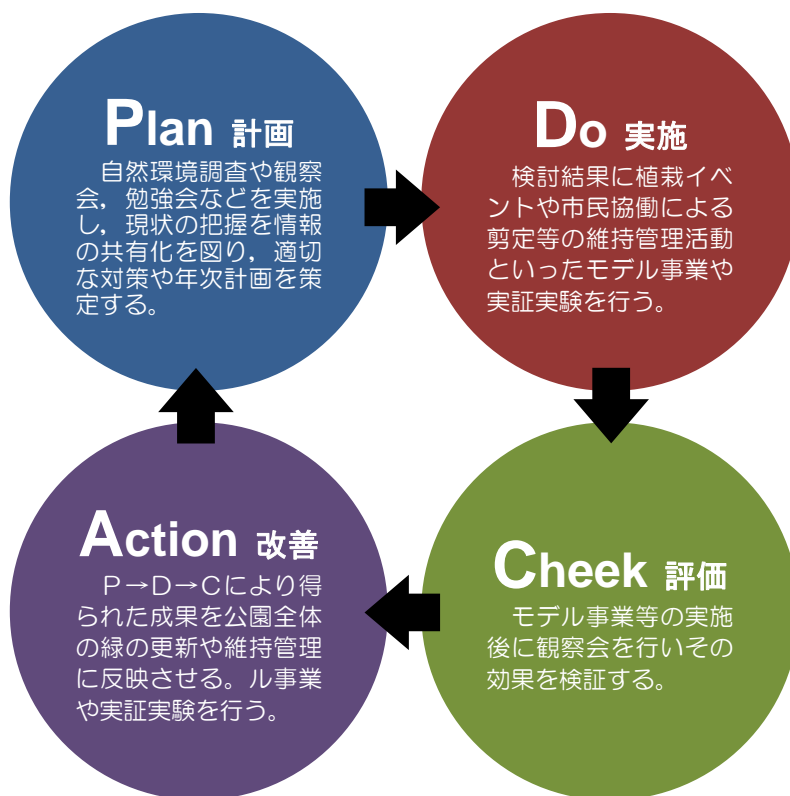 Plan 計画
　自然環境調査や観察
会，勉強会などを実施
し，現状の把握を情報
の共有化を図り，適切
な対策や年次計画を策
定する。
Do 実施
　検討結果に植栽イベ
ントや市民協働による
剪定等の維持管理活動
といったモデル事業や
実証実験を行う。
Cheek 評価
　モデル事業等の実施
後に観察会を行いその
効果を検証する。
Action 改善
　Ｐ→Ｄ→Ｃにより得
られた成果を公園全体
の緑の更新や維持管理
に反映させる。ル事業
や実証実験を行う。